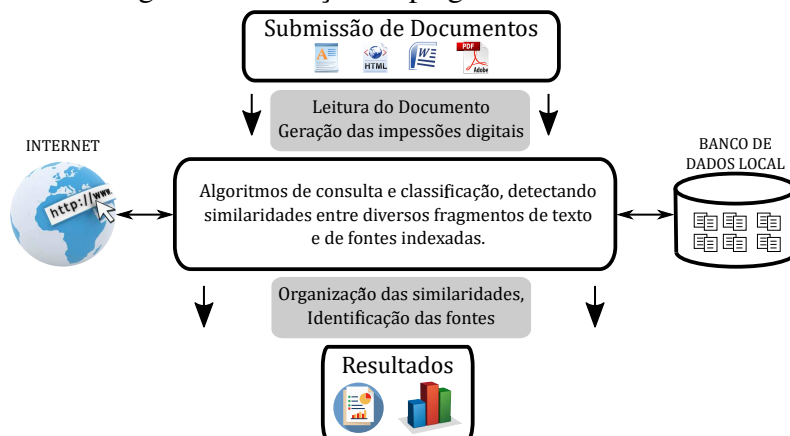 Submissão de Documentos
HTML
W
PDF
Adobe
Leitura do Documento
Geração das impessões digitais
INTERNET
BANCO DE
DADOS LOCAL
http://www.
Algoritmos de consulta e classificação, detectando
similaridades entre diversos fragmentos de texto
e de fontes indexadas.
Organização das similaridades,
Identificação das fontes
Resultados